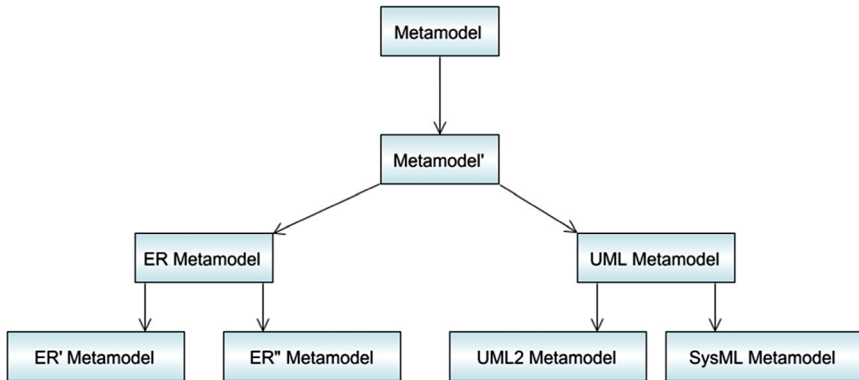 Metamodel
Metamodel'
ER Metamodel
UML Metamodel
ER' Metamodel
ER" Metamodel
UML2 Metamodel
SysML Metamodel